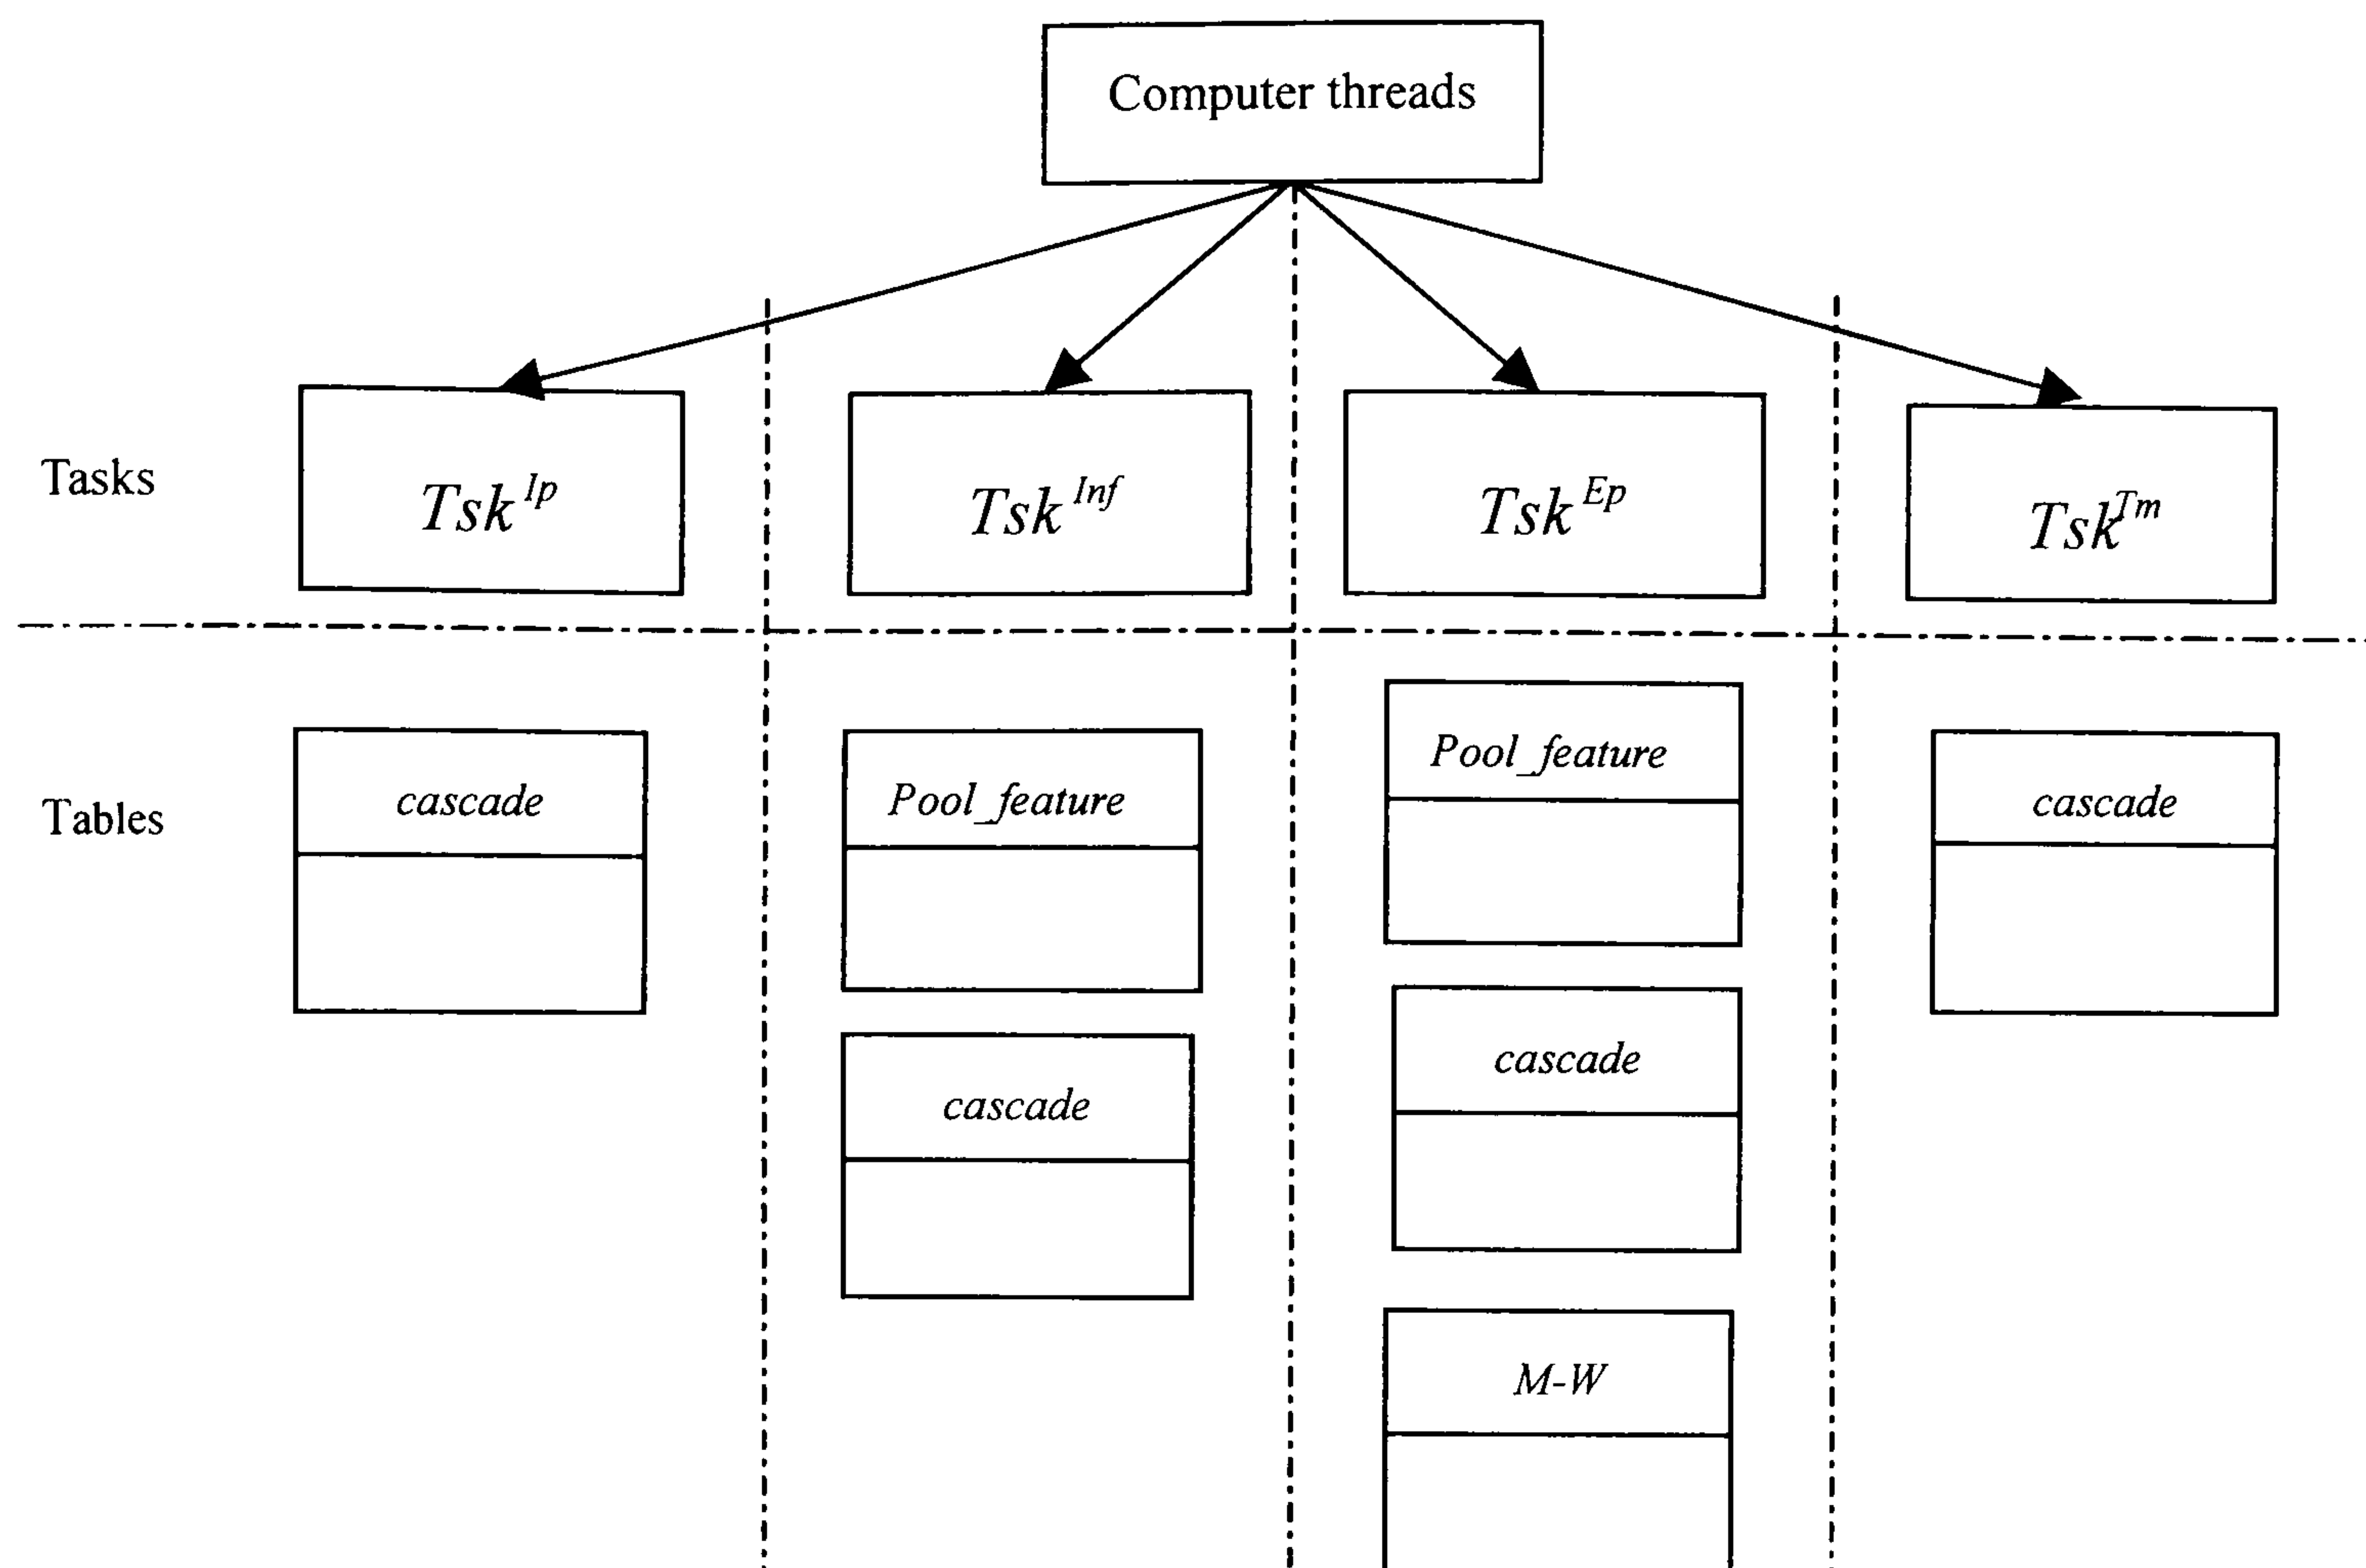 Computer threads
Tasks
Tsk^Ip
Tsk^Inf
Tsk^Ep
Tsk^Tm
Tables
cascade
Pool_feature
Pool_feature
cascade
cascade
cascade
M-W